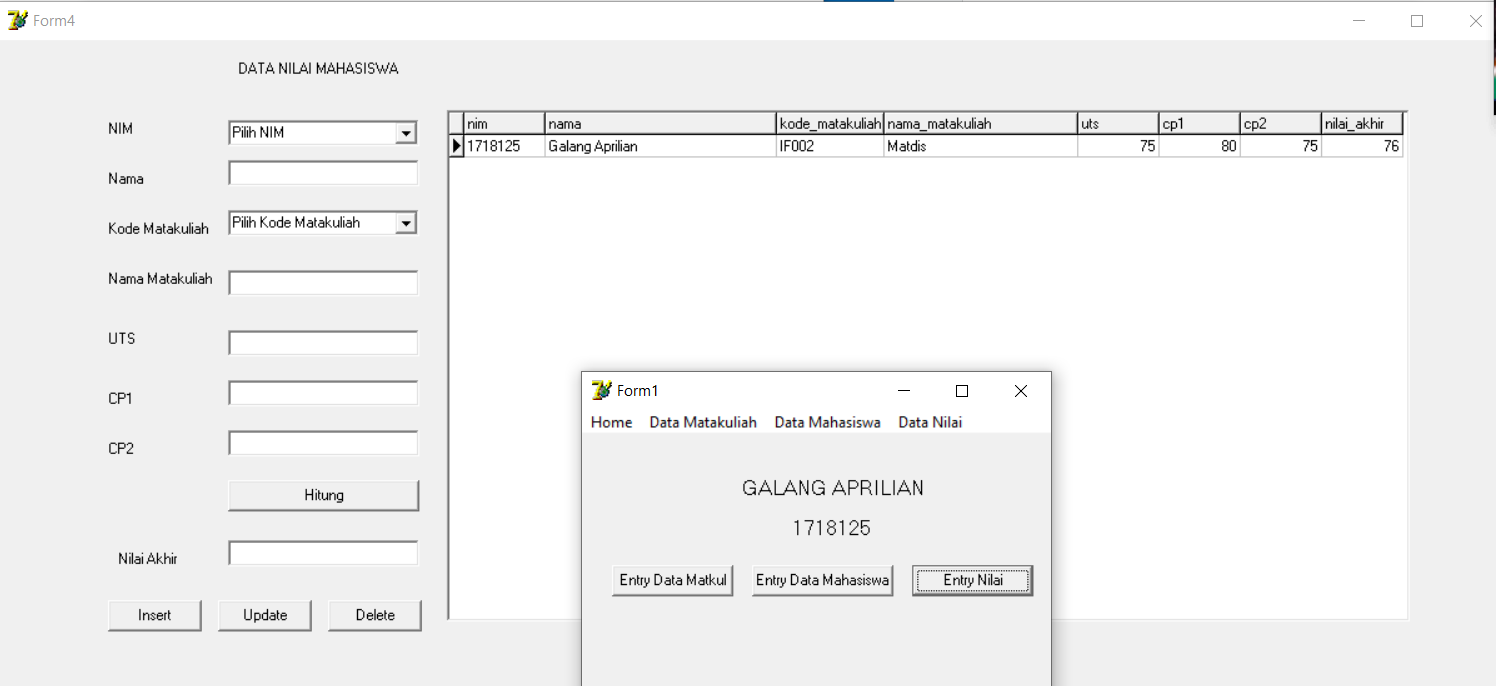 Form4
DATA NILAI MAHASISWA
NIM
Pilih NIM
Nama
Kode Matakuliah
Pilih Kode Matakuliah
Nama Matakuliah
UTS
CP1
CP2
Hitung
Nilai Akhir
Insert Update Delete
nim nama kode_matakuliah nama_matakuliah uts cp1 cp2 nilai_akhir
1718125 Galang Aprilian IF002 Matdis 75 80 75 76
Form1
Home Data Matakuliah Data Mahasiswa Data Nilai
GALANG APRILIAN
1718125
Entry Data Matkul Entry Data Mahasiswa Entry Nilai